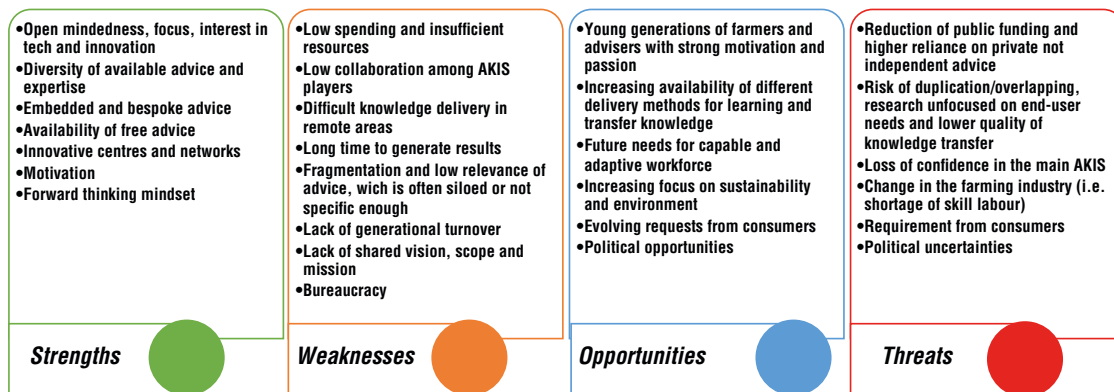 •Open mindedness, focus, interest in
tech and innovation
•Diversity of available advice and
expertise
•Embedded and bespoke advice
•Availability of free advice
•Innovative centres and networks
•Motivation
•Forward thinking mindset
Strengths
•Low spending and insufficient
resources
•Low collaboration among AKIS
players
•Difficult knowledge delivery in
remote areas
•Long time to generate results
•Fragmentation and low relevance of
advice, wich is often siloed or not
specific enough
•Lack of generational turnover
•Lack of shared vision, scope and
mission
•Bureaucracy
Weaknesses
•Young generations of farmers and
advisers with strong motivation and
passion
•Increasing availability of different
delivery methods for learning and
transfer knowledge
•Future needs for capable and
adaptive workforce
•Increasing focus on sustainability
and environment
•Evolving requests from consumers
•Political opportunities
Opportunities
•Reduction of public funding and
higher reliance on private not
independent advice
•Risk of duplication/overlapping,
research unfocused on end-user
needs and lower quality of
knowledge transfer
•Loss of confidence in the main AKIS
•Change in the farming industry (i.e.
shortage of skill labour)
•Requirement from consumers
•Political uncertainties
Threats